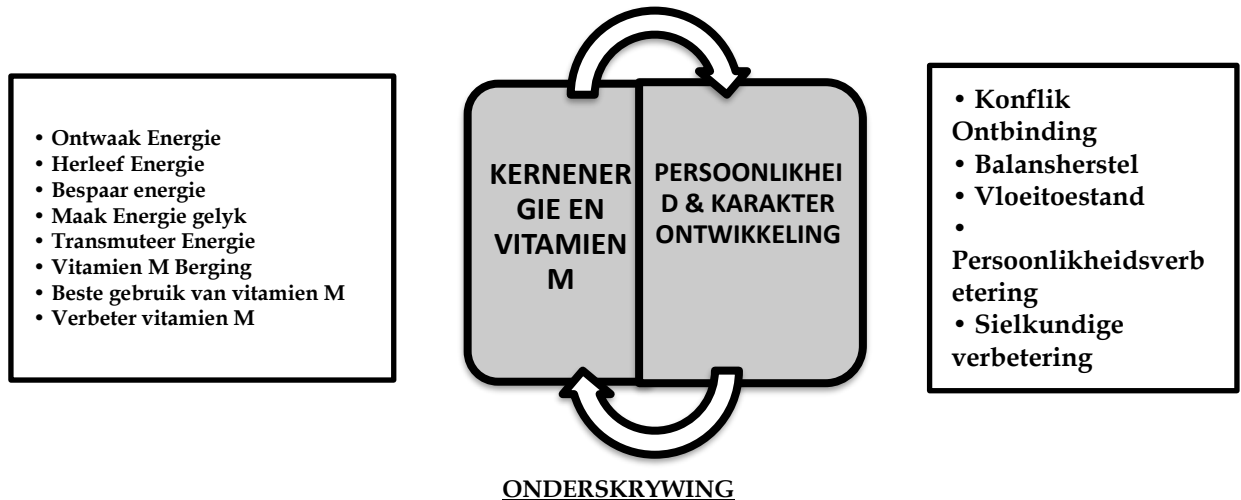 • Ontwaak Energie
• Herleef Energie
• Bespaar energie
• Maak Energie gelyk
• Transmuteer Energie
• Vitamien M Berging
• Beste gebruik van vitamien M
• Verbeter vitamien M
KERNENER
GIE EN
VITAMIEN
M
PERSOONLIKHEI
D & KARAKTER
ONTWIKKELING
• Konflik
Ontbinding
• Balansherstel
• Vloeitoestand
•
Persoonlikheidsverb
etering
• Sielkundige
verbetering
ONDERSKRYWING